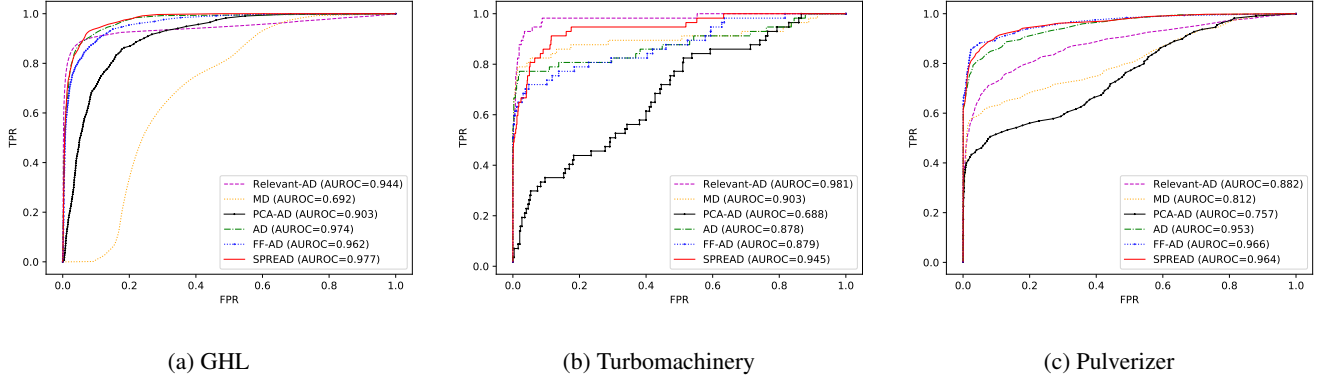 TPR
1.0
0.8
0.6
0.4
0.2
0.0
Relevant-AD (AUROC=0.944)
MD (AUROC=0.692)
PCA-AD (AUROC=0.903)
AD (AUROC=0.974)
FF-AD (AUROC=0.962)
SPREAD (AUROC=0.977)
0.0 0.2 0.4 0.6 0.8 1.0
FPR
(a) GHL
TPR
1.0
0.8
0.6
0.4
0.2
0.0
Relevant-AD (AUROC=0.981)
MD (AUROC=0.903)
PCA-AD (AUROC=0.688)
AD (AUROC=0.878)
FF-AD (AUROC=0.879)
SPREAD (AUROC=0.945)
0.0 0.2 0.4 0.6 0.8 1.0
FPR
(b) Turbomachinery
TPR
1.0
0.8
0.6
0.4
0.2
0.0
Relevant-AD (AUROC=0.882)
MD (AUROC=0.812)
PCA-AD (AUROC=0.757)
AD (AUROC=0.953)
FF-AD (AUROC=0.966)
SPREAD (AUROC=0.964)
0.0 0.2 0.4 0.6 0.8 1.0
FPR
(c) Pulverizer